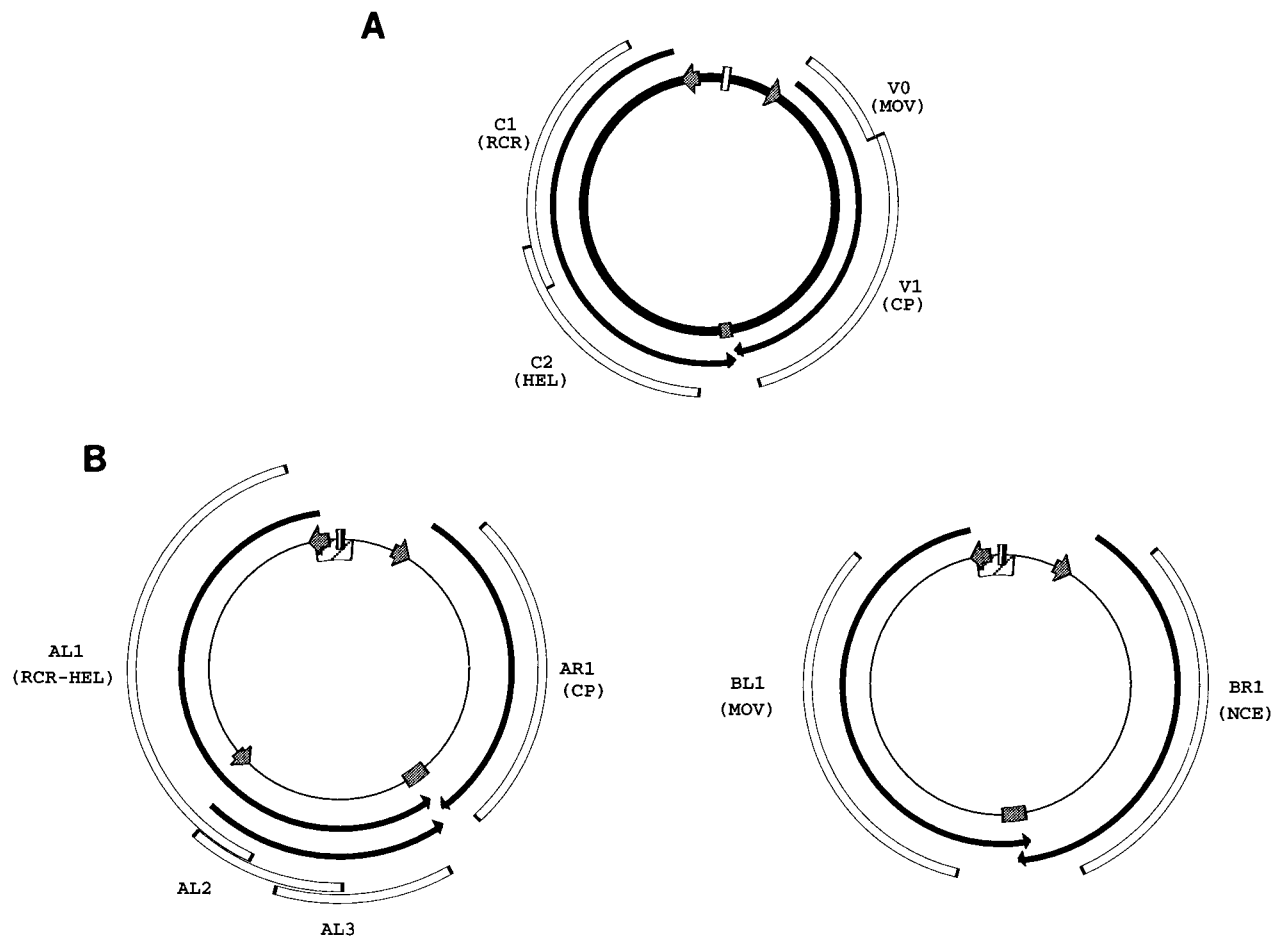 A
V0
(MOV)
C1
(RCR)
V1
(CP)
C2
(HEL)
B
AL1
(RCR-HEL)
AR1
(CP)
BL1
(MOV)
BR1
(NCE)
AL2
AL3